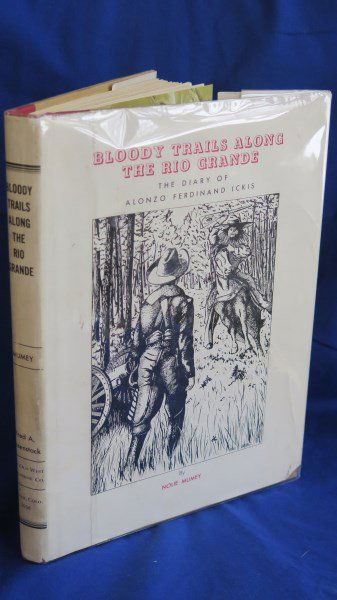 BLOODY TRAILS ALONG
THE RIO GRANDE
THE DIARY OF
ALONZO FERDINAND ICKIS
By
NOLIE MUMEY
BLOODY
TRAILS
ALONG
THE
RIO
GRANDE
MUMEY